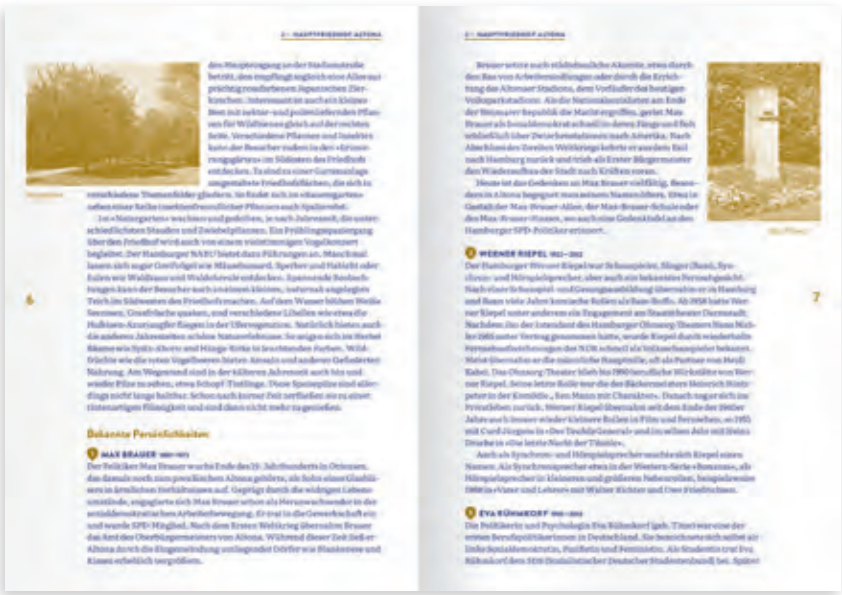 2 – HAUPTFRIEDHOF ALTONA
den Haupteingang an der Stadionstraße
betritt, den empfängt sogleich eine Allee aus
prächtig rosafarbenen Japanischen Zier-
kirschen. Interessant ist auch ein kleines
Beet mit nektar- und pollenliefernden Pflan-
zen für Wildbienen gleich auf der rechten
Seite. Verschiedene Pflanzen und Insekten
kann der Besucher zudem in den
im Südosten des Friedhofs
entdecken. Es sind zu einer Gartenanlage
ausgestaltete Friedhofsflächen, die sich in
verschiedene Themenfelder gliedern. So findet sich im
neben einer Reihe insektenfreundlicher Pflanzen auch Spalierobst.
Im «Naturgarten» wachsen und gedeihen, je nach Jahreszeit, die unter-
schiedlichsten Stauden und Zwiebelpflanzen. Ein Frühlingsspaziergang
über den Friedhof wird auch von einem vielstimmigen Vogelkonzert
begleitet. Der Hamburger NABU bietet dazu Führungen an. Manchmal
lassen sich sogar Greifvögel wie Mäusebussard, Sperber und Habicht oder
Eulen wie Waldkauz und Waldohreule entdecken. Spannende Beobach-
tungen kann der Besucher auch an einem kleinen, naturnah angelegten
Teich im Südwesten des Friedhofs machen. Auf dem Wasser blühen Weiße
Seerosen, Grasfrösche quaken, und verschiedene Libellen wie etwa die
Hufeisen-Azurjungfer fliegen in der Ufervegetation. Natürlich bieten auch
die anderen Jahreszeiten schöne Naturerlebnisse. So zeigen sich im Herbst
Bäume wie Spitz-Ahorn und Hänge-Birke in leuchtenden Farben. Wild-
früchte wie die roten Vogelbeeren bieten Amseln und anderen Gefiederten
Nahrung. Am Wegesrand sind in der kälteren Jahreszeit auch hin und
wieder Pilze zu sehen, etwa Schopf-Tintlinge. Diese Speisepilze sind aller-
dings nicht lange haltbar. Schon nach kurzer Zeit zerfließen sie zu einer
tintenartigen Flüssigkeit und sind dann nicht mehr zu genießen.
Bekannte Persönlichkeiten
1 MAX BRAUER 1887–1973
Der Politiker Max Brauer wuchs Ende des 19. Jahrhunderts in Ottensen,
das damals noch zum preußischen Altona gehörte, als Sohn einer Glasblä-
sers in ärmlichen Verhältnissen auf. Geprägt durch die widrigen Lebens-
umstände, engagierte sich Max Brauer schon als Heranwachsender in der
sozialdemokratischen Arbeiterbewegung. Er trat in die Gewerkschaft ein
und wurde SPD-Mitglied. Nach dem Ersten Weltkrieg übernahm Brauer
das Amt des Oberbürgermeisters von Altona. Während dieser Zeit ließ er
Altona durch die Eingemeindung umliegender Dörfer wie Blankenese und
Rissen erheblich vergrößern.
6
2 – HAUPTFRIEDHOF ALTONA
Brauer setzte auch städtebauliche Akzente, etwa durch
den Bau von Arbeitersiedlungen oder durch die Errich-
tung des Altonaer Stadions, dem Vorläufer des heutigen
Volksparkstadions. Als die Nationalsozialisten am Ende
der Weimarer Republik die Macht ergriffen, geriet Max
Brauer als Sozialdemokrat schnell in deren Fänge und floh
schließlich über Zwischenstationen nach Amerika. Nach
Abschluss des Zweiten Weltkriegs kehrte er aus dem Exil
nach Hamburg zurück und trieb als Erster Bürgermeister
den Wiederaufbau der Stadt nach Kräften voran.
Heute ist das Gedenken an Max Brauer vielfältig. Beson-
ders in Altona begegnet man seinem Namen öfters. Etwa in
Gestalt der Max-Brauer-Allee, der Max-Brauer-Schule oder
des Max-Brauer-Hauses, wo auch eine Gedenktafel an den
Hamburger SPD-Politiker erinnert.
2 WERNER RIEPEL 1922–2002
Der Hamburger Werner Riepel war Schauspieler, Sänger (Bass), Syn-
chron- und Hörspielsprecher, aber auch ein bekanntes Fernsehgesicht.
Nach einer Schauspiel- und Gesangsausbildung übernahm er in Hamburg
und Bonn viele Jahre komische Rollen als Bass-Buffo. Ab 1958 hatte Wer-
ner Riepel unter anderem ein Engagement am Staatstheater Darmstadt.
Nachdem ihn der Intendant des Hamburger Ohnsorg-Theaters Hans Mah-
ler 1965 unter Vertrag genommen hatte, wurde Riepel durch wiederholte
Fernsehaufzeichnungen des NDR schnell als Volksschauspieler bekannt.
Meist übernahm er die männliche Hauptrolle, oft als Partner von Heidi
Kabel. Das Ohnsorg-Theater blieb bis 1990 berufliche Wirkstätte von Wer-
ner Riepel. Seine letzte Rolle war die des Bäckermeisters Heinrich
peter in der Komödie „Een Mann mit Charakter“. Danach zog er sich ins
Privatleben zurück. Werner Riepel übernahm seit dem Ende der 1940er
Jahre auch immer wieder kleinere Rollen in Film und Fernsehen, so 1955
mit Curd Jürgens in «Des Teufels General» und im selben Jahr mit Heinz
Drache in «Die letzte Nacht der Titanic».
Auch als Synchron- und Hörspielsprecher machte sich Riepel einen
Namen. Als Synchronsprecher etwa in der Western-Serie «Bonanza», als
Hörspielsprecher in kleineren und größeren Nebenrollen, beispielsweise
in «Vater und Lehrer» mit Walter Richter und Uwe Friedrichsen.
3 EVA RÜHMKORF
Die Politikerin und Psychologin Eva Rühmkorf (geb. Titze) war eine der
ersten Berufspolitikerinnen in Deutschland. Sie bezeichnete sich selbst als
linke Sozialdemokratin, Pazifistin und Feministin. Als Studentin trat Eva
Rühmkorf dem SDS (Sozialistischer Deutscher Studentenbund) bei. Später
7